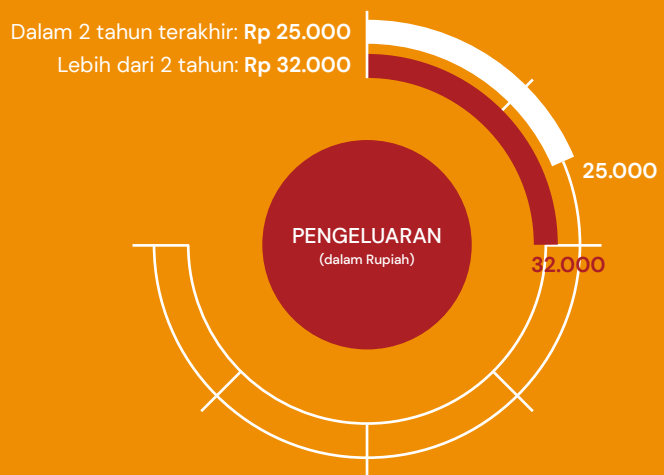 Dalam 2 tahun terakhir: Rp 25.000
Lebih dari 2 tahun: Rp 32.000
25.000
PENGELUARAN
(dalam Rupiah)
32.000